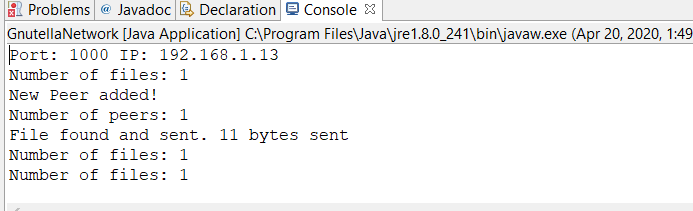 Problems @ Javadoc Declaration Console
GnutellaNetwork [Java Application] C:\Program Files\Java\jre1.8.0_241\bin\javaw.exe (Apr 20, 2020, 1:49
Port: 1000 IP: 192.168.1.13
Number of files: 1
New Peer added!
Number of peers: 1
File found and sent. 11 bytes sent
Number of files: 1
Number of files: 1